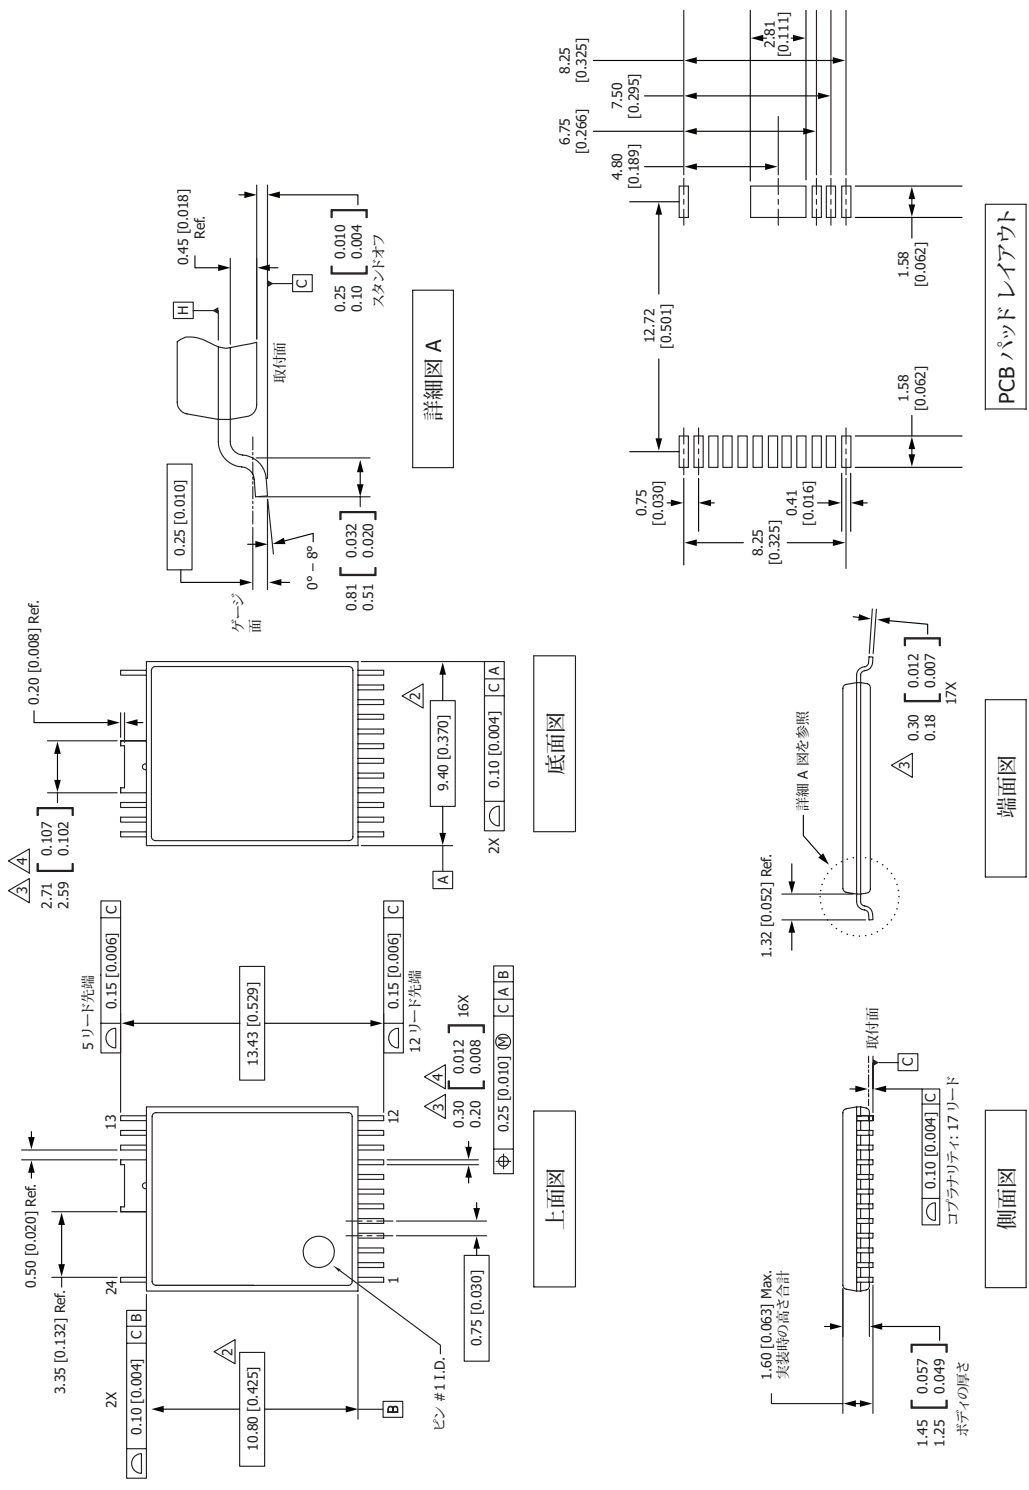 2X
0.10 [0.004] C B
3.35 [0.132] Ref.
0.50 [0.020] Ref.
24
13
1
12
2
10.80 [0.425]
B
ピン #1 I.D.
0.75 [0.030]
5 リード先端
0.15 [0.006] C
13.43 [0.529]
0.15 [0.006] C
12 リード先端
3 4
0.30 [0.012]
0.20 [0.008]
16X
0.25 [0.010] Ⓜ C A B
上面図
3 4
2.71 [0.107]
2.59 [0.102]
0.20 [0.008] Ref.
2
9.40 [0.370]
A
2X
0.10 [0.004] C A
底面図
ゲージ
面
0.25 [0.010]
0° – 8°
0.81 [0.032]
0.51 [0.020]
H
0.45 [0.018]
Ref.
取付面
C
0.25 [0.010]
0.10 [0.004]
スタンドオフ
詳細図 A
1.60 [0.063] Max.
実装時の高さ合計
1.45 [0.057]
1.25 [0.049]
ボディの厚さ
取付面
C
0.10 [0.004] C
コプラナリティ: 17 リード
側面図
1.32 [0.052] Ref.
詳細 A 図を参照
3
0.30 [0.012]
0.18 [0.007]
17X
端面図
0.75
[0.030]
8.25
[0.325]
0.41
[0.016]
12.72
[0.501]
1.58
[0.062]
1.58
[0.062]
4.80
[0.189]
6.75
[0.266]
7.50
[0.295]
8.25
[0.325]
2.81
[0.111]
PCB パッド レイアウト